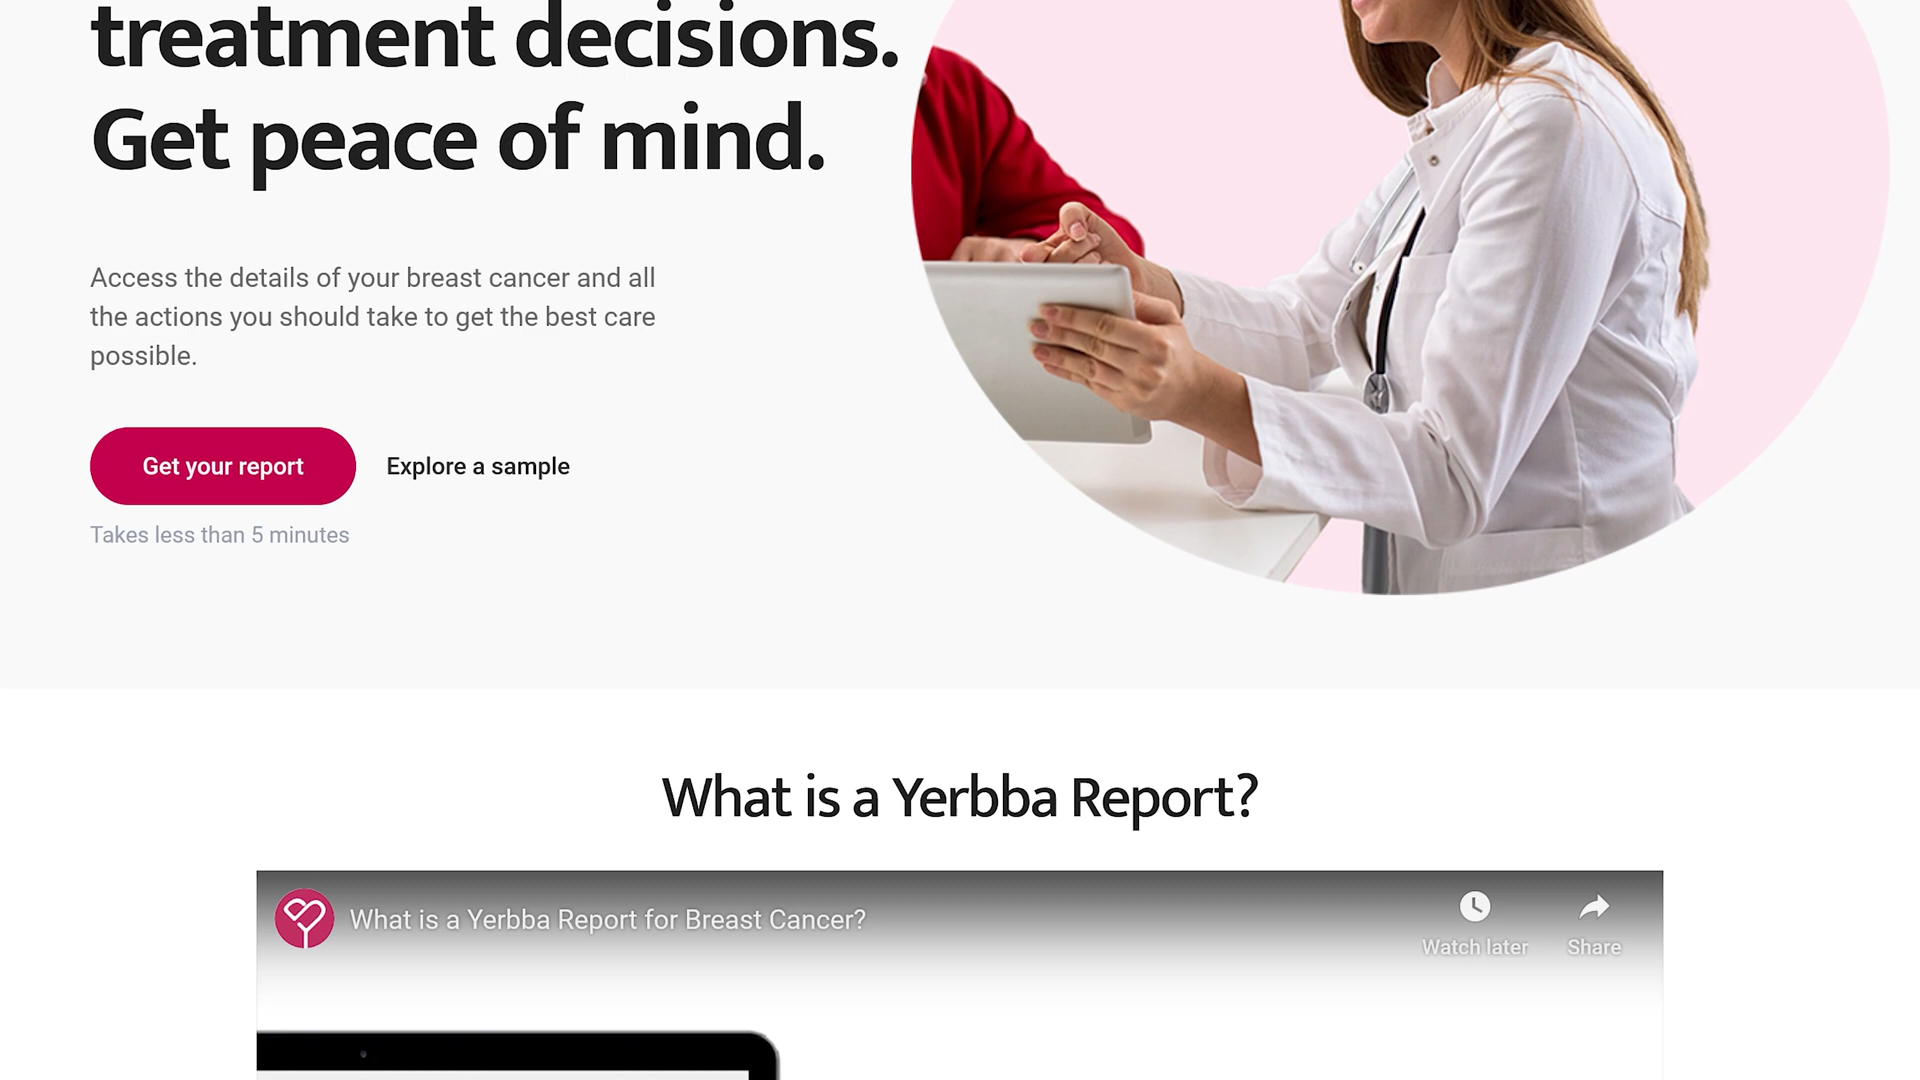 treatment decisions.
Get peace of mind.
Access the details of your breast cancer and all
the actions you should take to get the best care
possible.
Get your report
Explore a sample
Takes less than 5 minutes
What is a Yerbba Report?
What is a Yerbba Report for Breast Cancer?
Watch later
Share